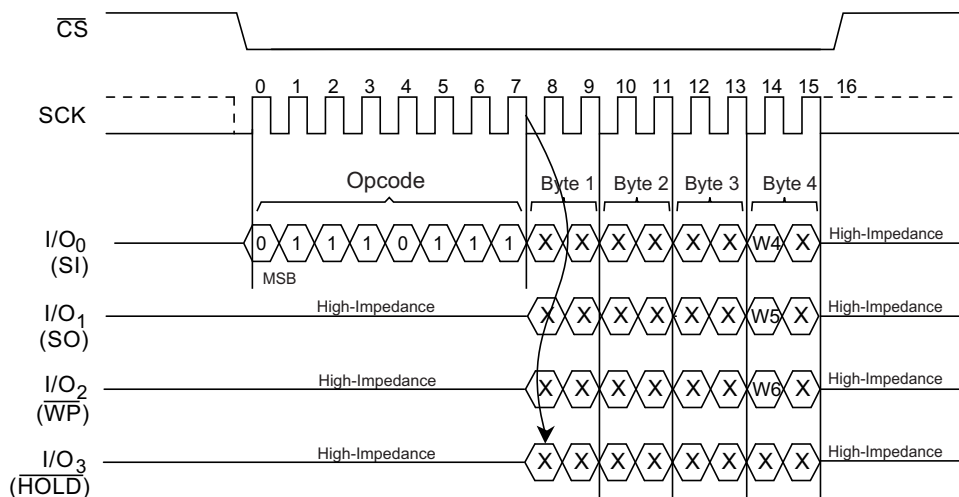 CS
SCK
0 1 2 3 4 5 6 7 8 9 10 11 12 13 14 15 16
Opcode Byte 1 Byte 2 Byte 3 Byte 4
I/O0 0 1 1 1 0 1 1 1 X X X X X X W4 X High-Impedance
(SI)
MSB
I/O1 High-Impedance X X X X X X W5 X High-Impedance
(SO)
I/O2 High-Impedance X X X X X X W6 X High-Impedance
(WP)
I/O3 High-Impedance X X X X X X X X High-Impedance
(HOLD)